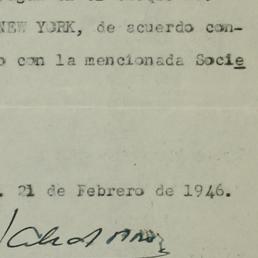 NEW YORK, de acuerdo con-
con la mencionada Socie
21 de Febrero de 1946.